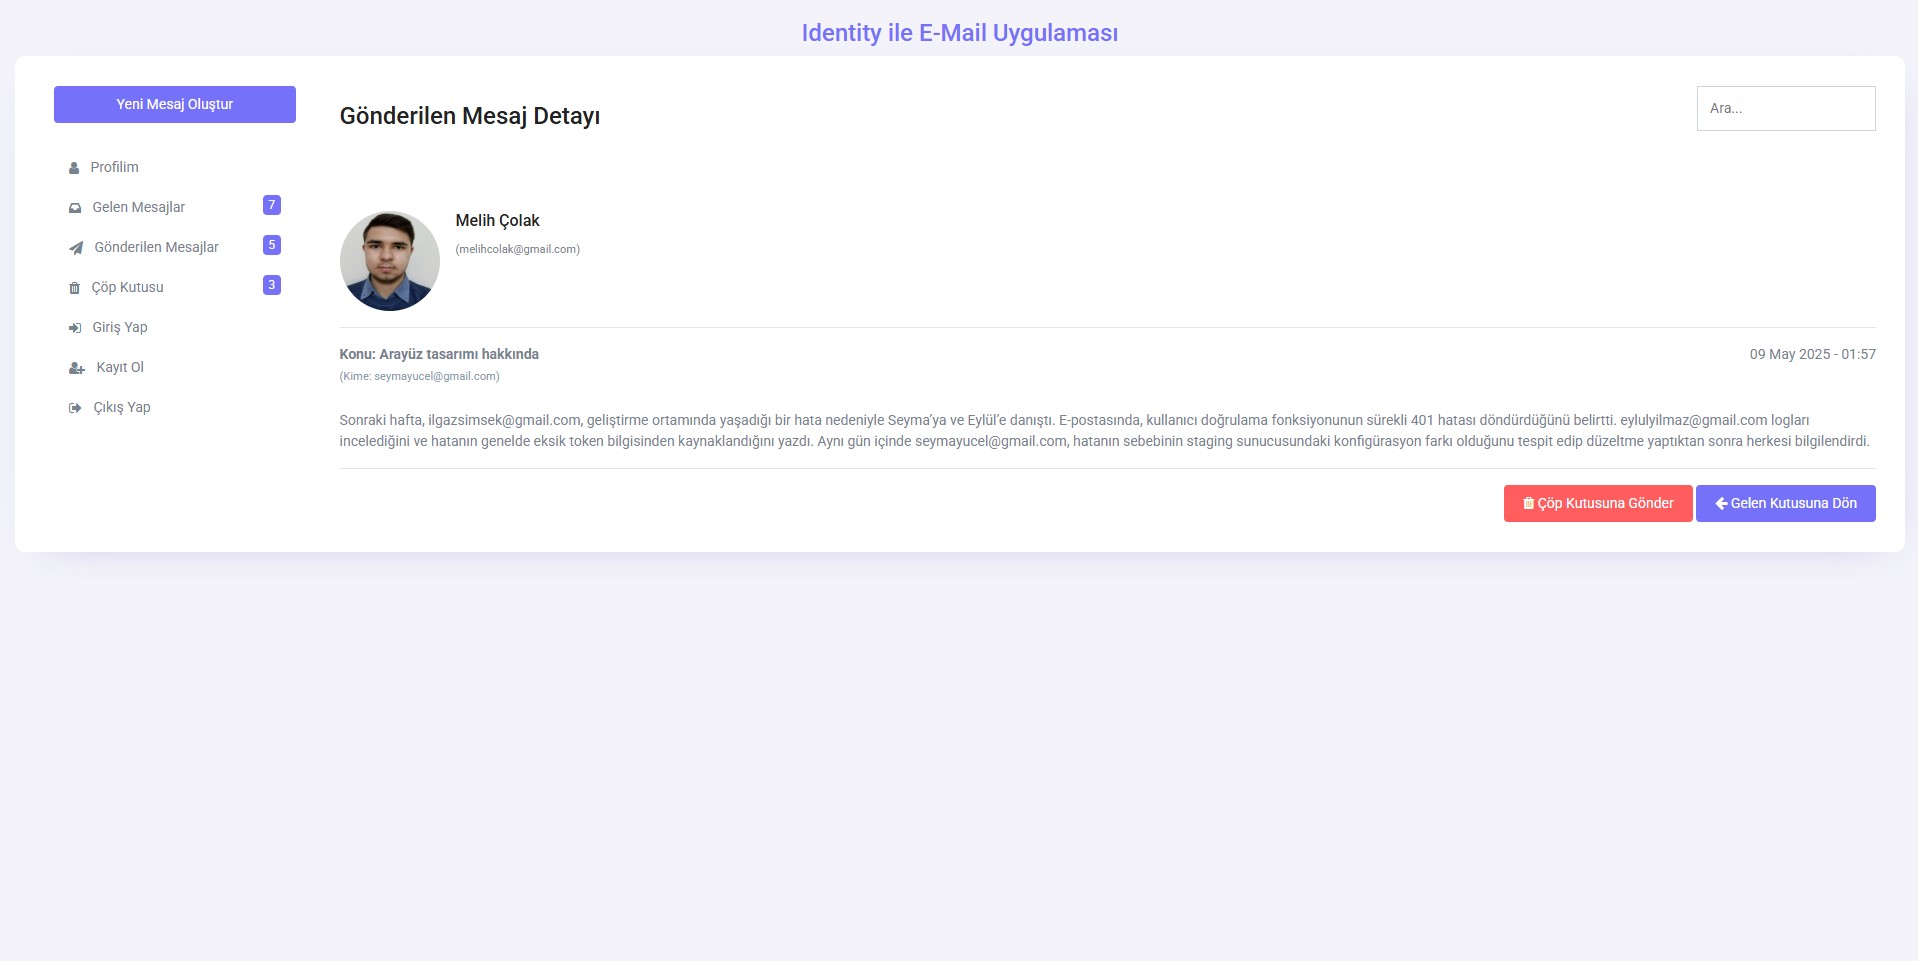 Identity ile E-Mail Uygulaması
Yeni Mesaj Oluştur
Profilim
Gelen Mesajlar 7
Gönderilen Mesajlar 5
Çöp Kutusu 3
Giriş Yap
Kayıt Ol
Çıkış Yap
Gönderilen Mesaj Detayı
Ara...
Melih Çolak
(melihcolak@gmail.com)
Konu: Arayüz tasarımı hakkında
09 May 2025 - 01:57
(Kime: seymayucel@gmail.com)
Sonraki hafta, ilgazsimsek@gmail.com, geliştirme ortamında yaşadığı bir hata nedeniyle Seyma’ya ve Eylül’e danıştı. E-postasında, kullanıcı doğrulama fonksiyonunun sürekli 401 hatası döndürdüğünü belirtti. eylulyilmaz@gmail.com logları
incelediğini ve hatanın genelde eksik token bilgisinden kaynaklandığını yazdı. Aynı gün içinde seymayucel@gmail.com, hatanın sebebinin staging sunucusundaki konfigürasyon farkı olduğunu tespit edip düzeltme yaptıktan sonra herkesi bilgilendirdi.
Çöp Kutusuna Gönder
Gelen Kutusuna Dön